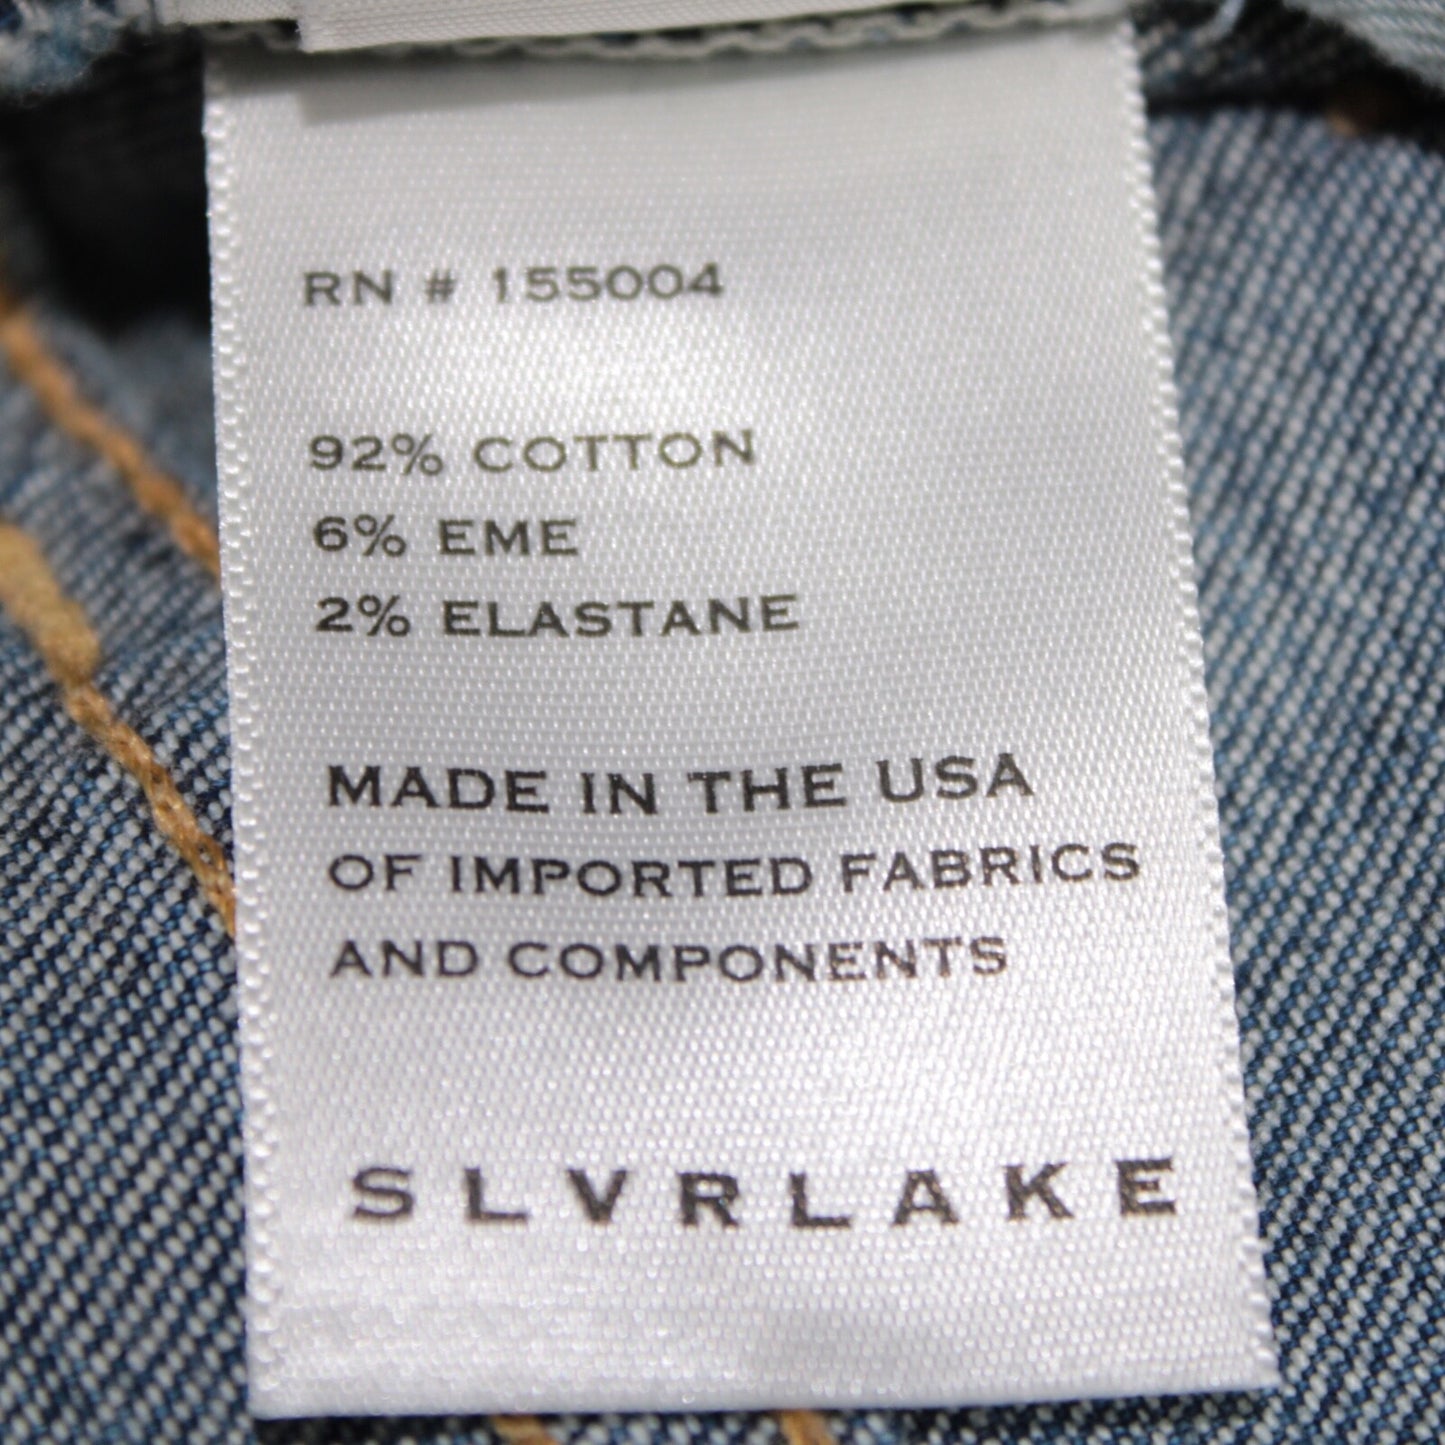 RN # 155004
92% COTTON
6% EME
2% ELASTANE
MADE IN THE USA
OF IMPORTED FABRICS
AND COMPONENTS
SLVRLAKE